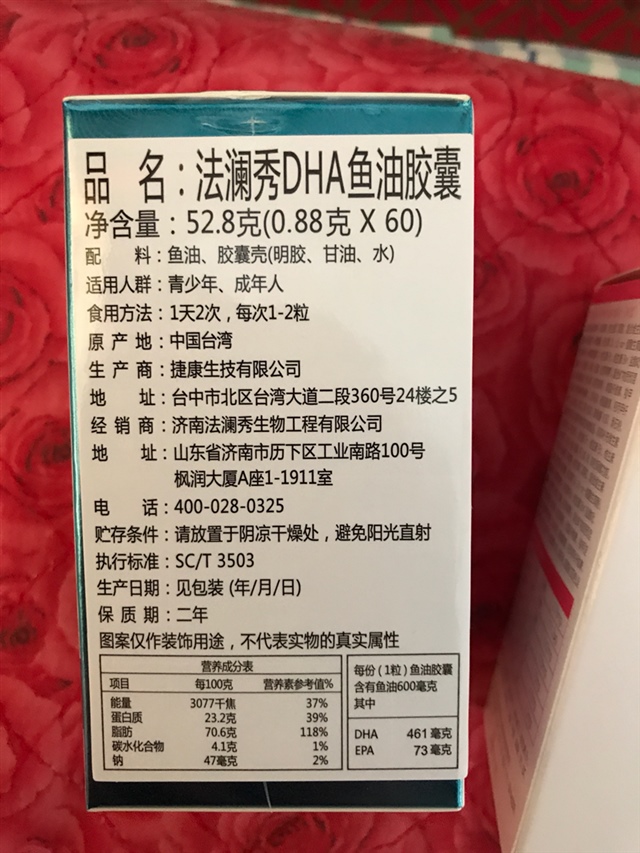 品 名：法澜秀DHA鱼油胶囊
净含量：52.8克(0.88克 X 60)
配 料：鱼油、胶囊壳(明胶、甘油、水)
适用人群：青少年、成年人
食用方法：1天2次，每次1-2粒
原 产 地：中国台湾
生 产 商：捷康生技有限公司
地 址：台中市北区台湾大道二段360号24楼之5
经 销 商：济南法澜秀生物工程有限公司
地 址：山东省济南市历下区工业南路100号
枫润大厦A座1-1911室
电 话：400-028-0325
贮存条件：请放置于阴凉干燥处，避免阳光直射
执行标准：SC/T 3503
生产日期：见包装 (年/月/日)
保 质 期：二年
图案仅作装饰用途，不代表实物的真实属性
营养成分表
项目 每100克 营养素参考值%
能量 3077千焦 37%
蛋白质 23.2克 39%
脂肪 70.6克 118%
碳水化合物 4.1克 1%
钠 47毫克 2%
每份 (1粒) 鱼油胶囊
含有鱼油600毫克
其中
DHA 461 毫克
EPA 73 毫克